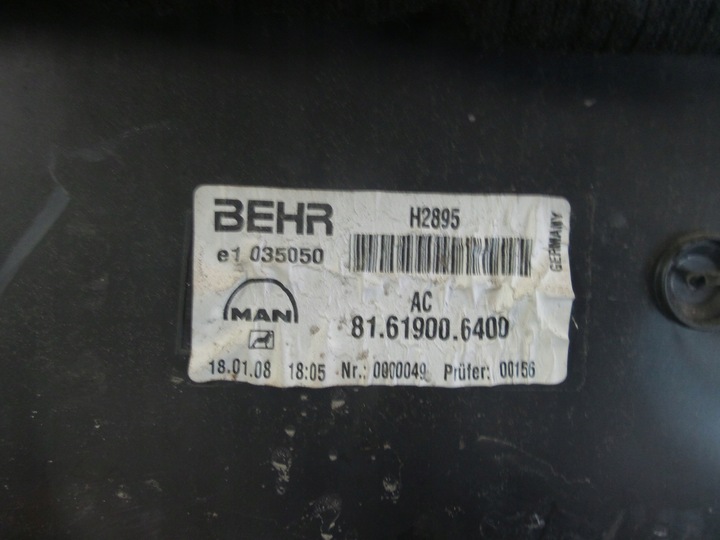 BEHR H2895
e1 035050
GERMANY
MAN
AC
81.61900.6400
18.01.08 18:05 Nr.: 0000049 Prüfer: 00156